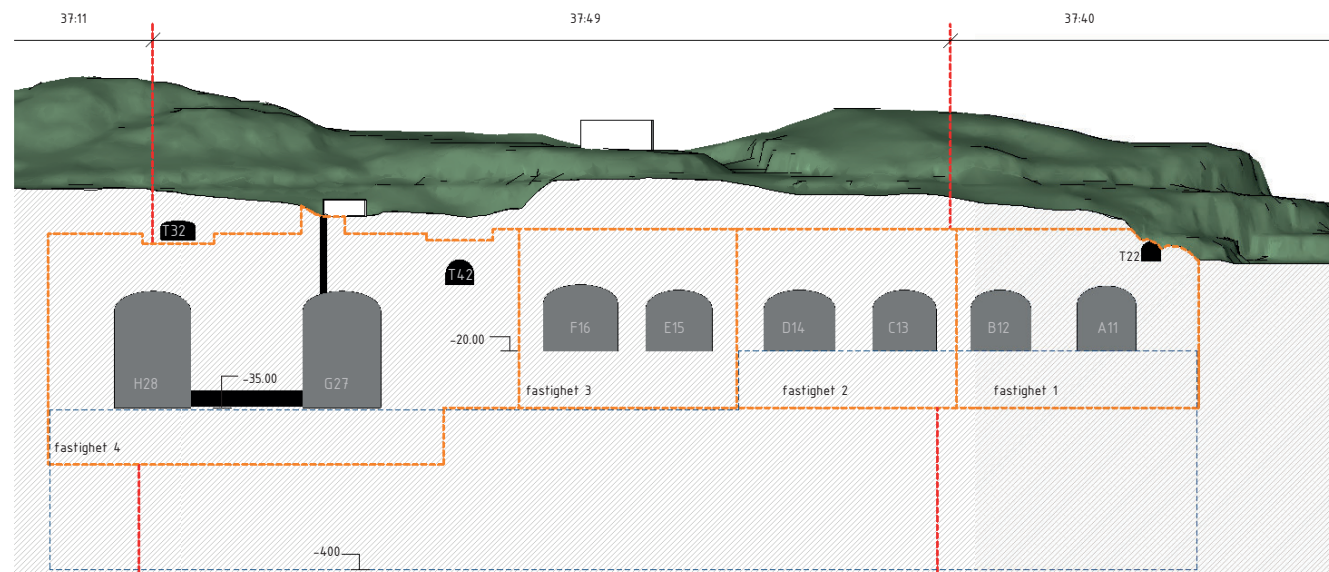 37:11
37:49
37:40
T32
T42
T22
F16
E15
D14
C13
B12
A11
-20.00
H28
-35.00
G27
fastighet 3
fastighet 2
fastighet 1
fastighet 4
-400